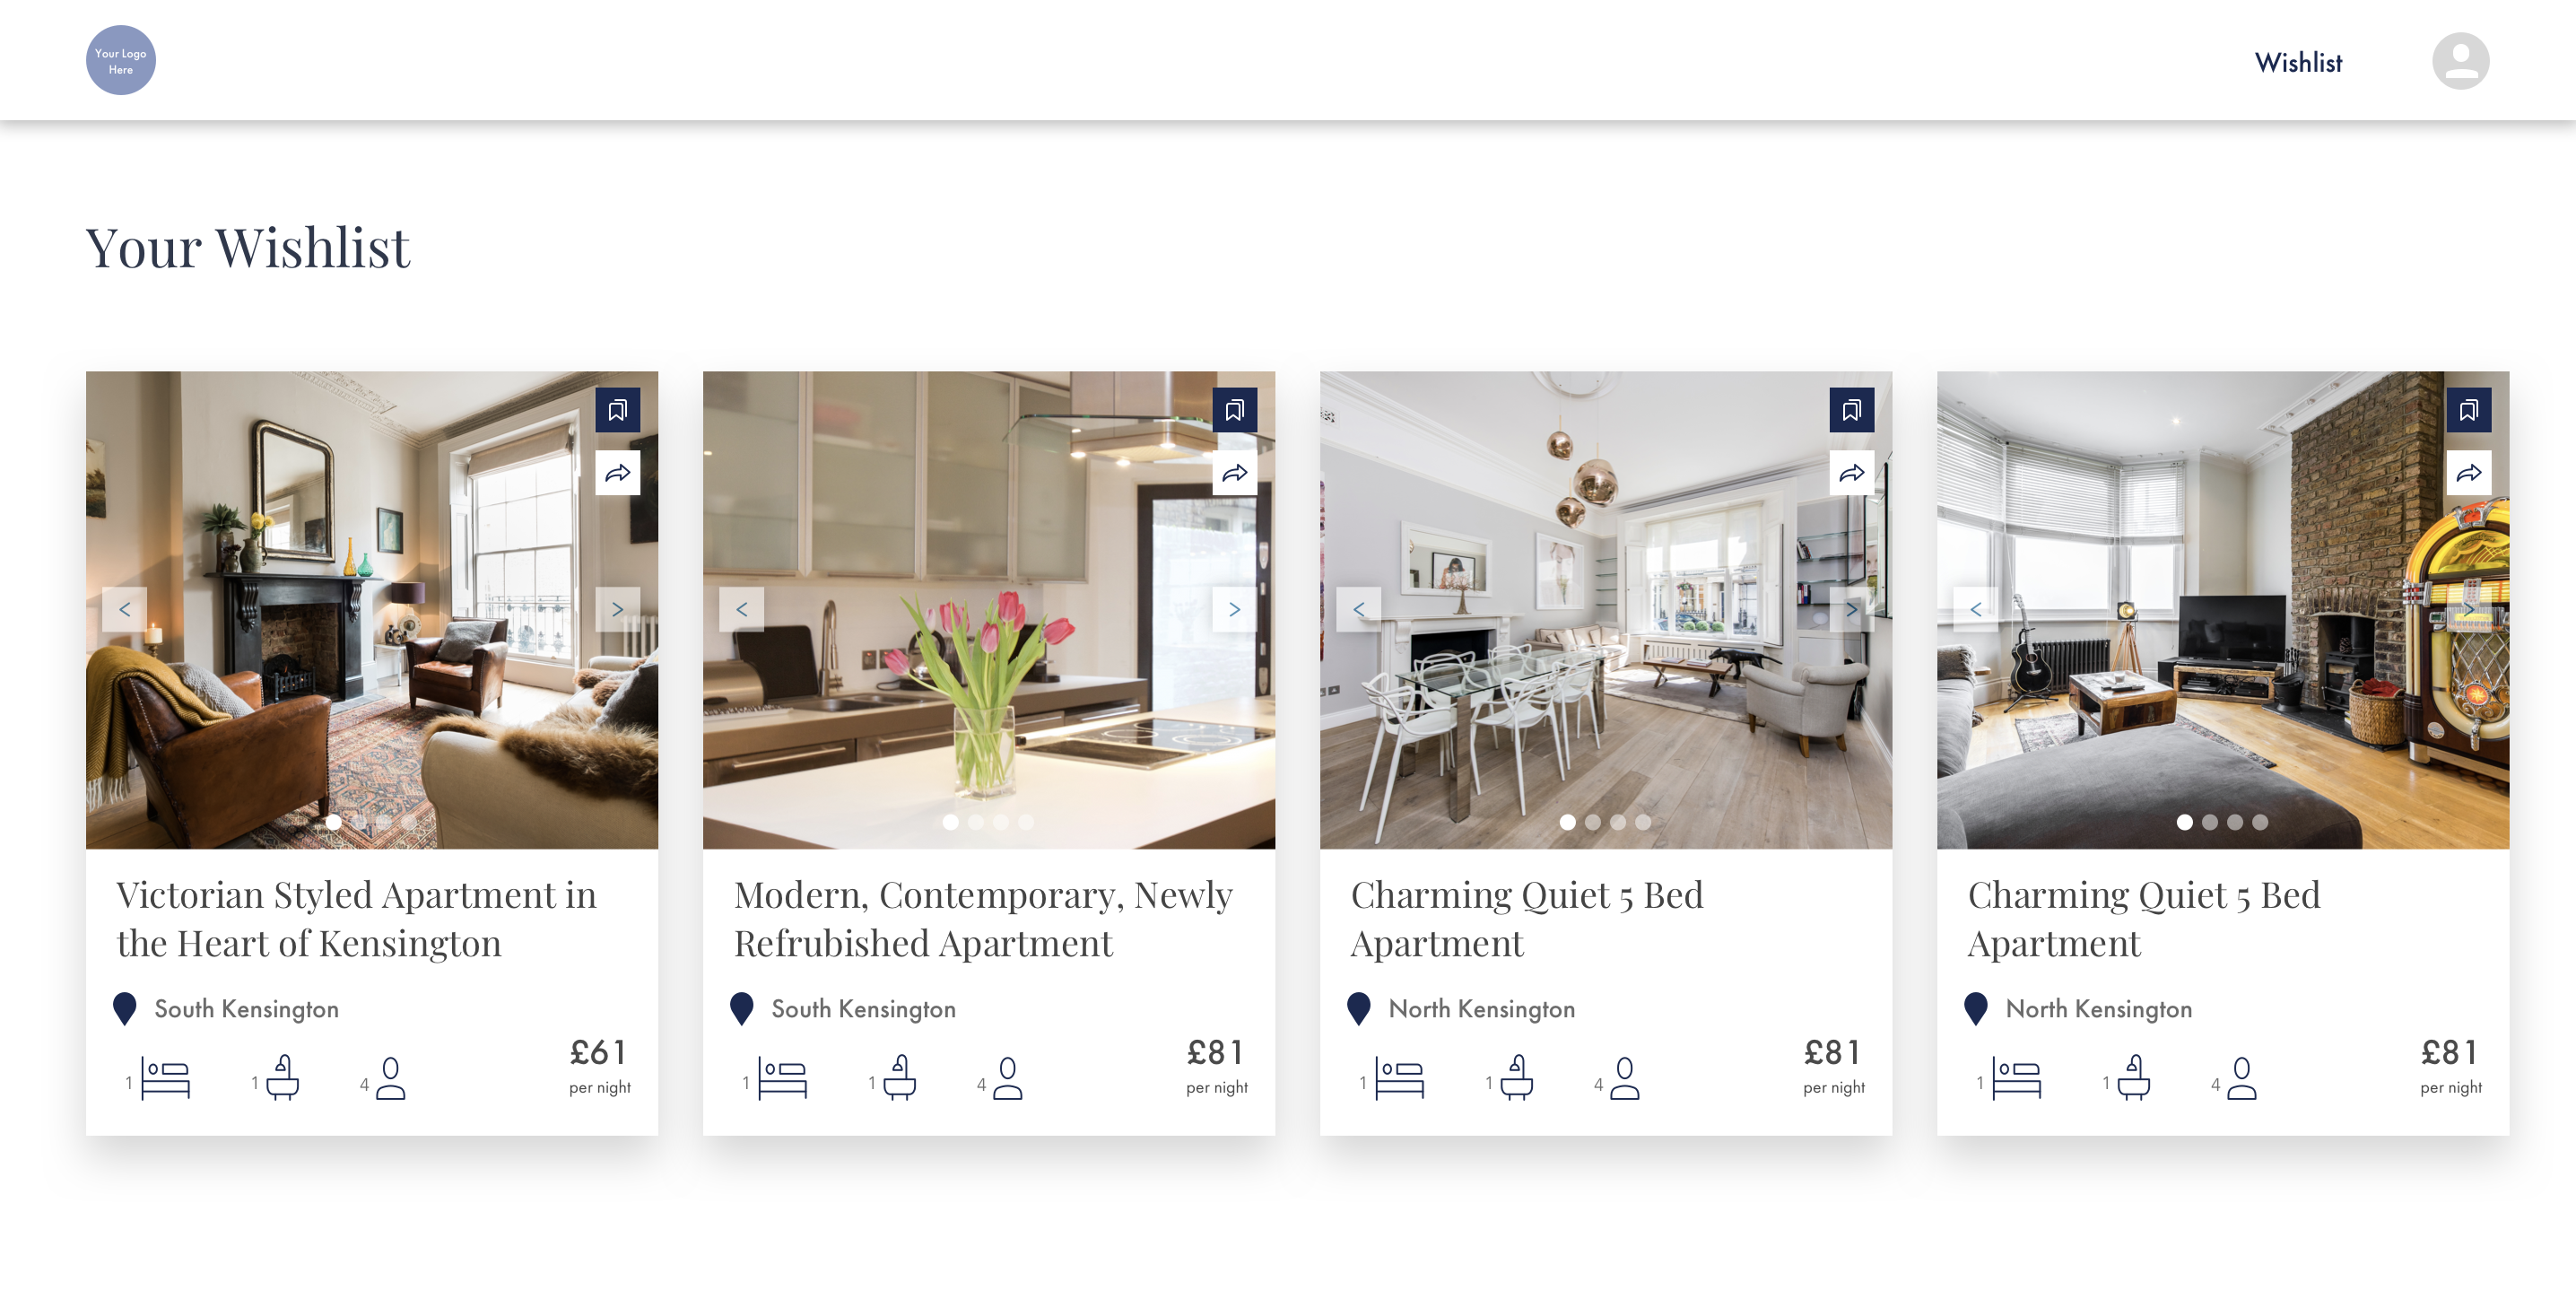 Your Logo
Here
Wishlist
Your Wishlist
Victorian Styled Apartment in
the Heart of Kensington
South Kensington
1 1 4
£61
per night
Modern, Contemporary, Newly
Refrubished Apartment
South Kensington
1 1 4
£81
per night
Charming Quiet 5 Bed
Apartment
North Kensington
1 1 4
£81
per night
Charming Quiet 5 Bed
Apartment
North Kensington
1 1 4
£81
per night